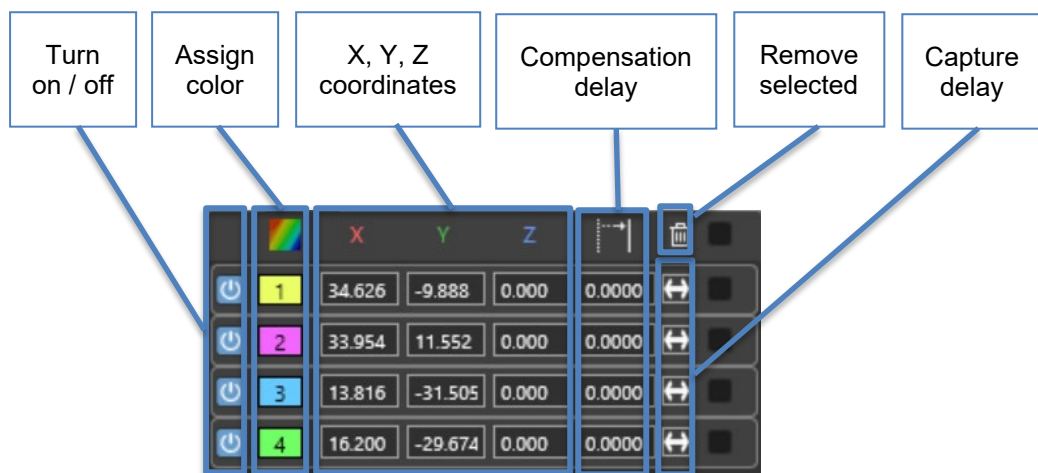 Turn
on / off
Assign
color
X, Y, Z
coordinates
Compensation
delay
Remove
selected
Capture
delay
X Y Z
1 34.626 -9.888 0.000 0.0000
2 33.954 11.552 0.000 0.0000
3 13.816 -31.505 0.000 0.0000
4 16.200 -29.674 0.000 0.0000